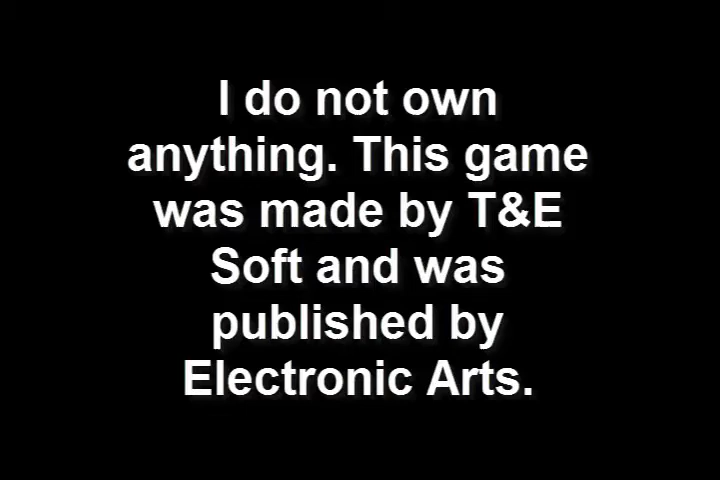 I do not own
anything. This game
was made by T&E
Soft and was
published by
Electronic Arts.